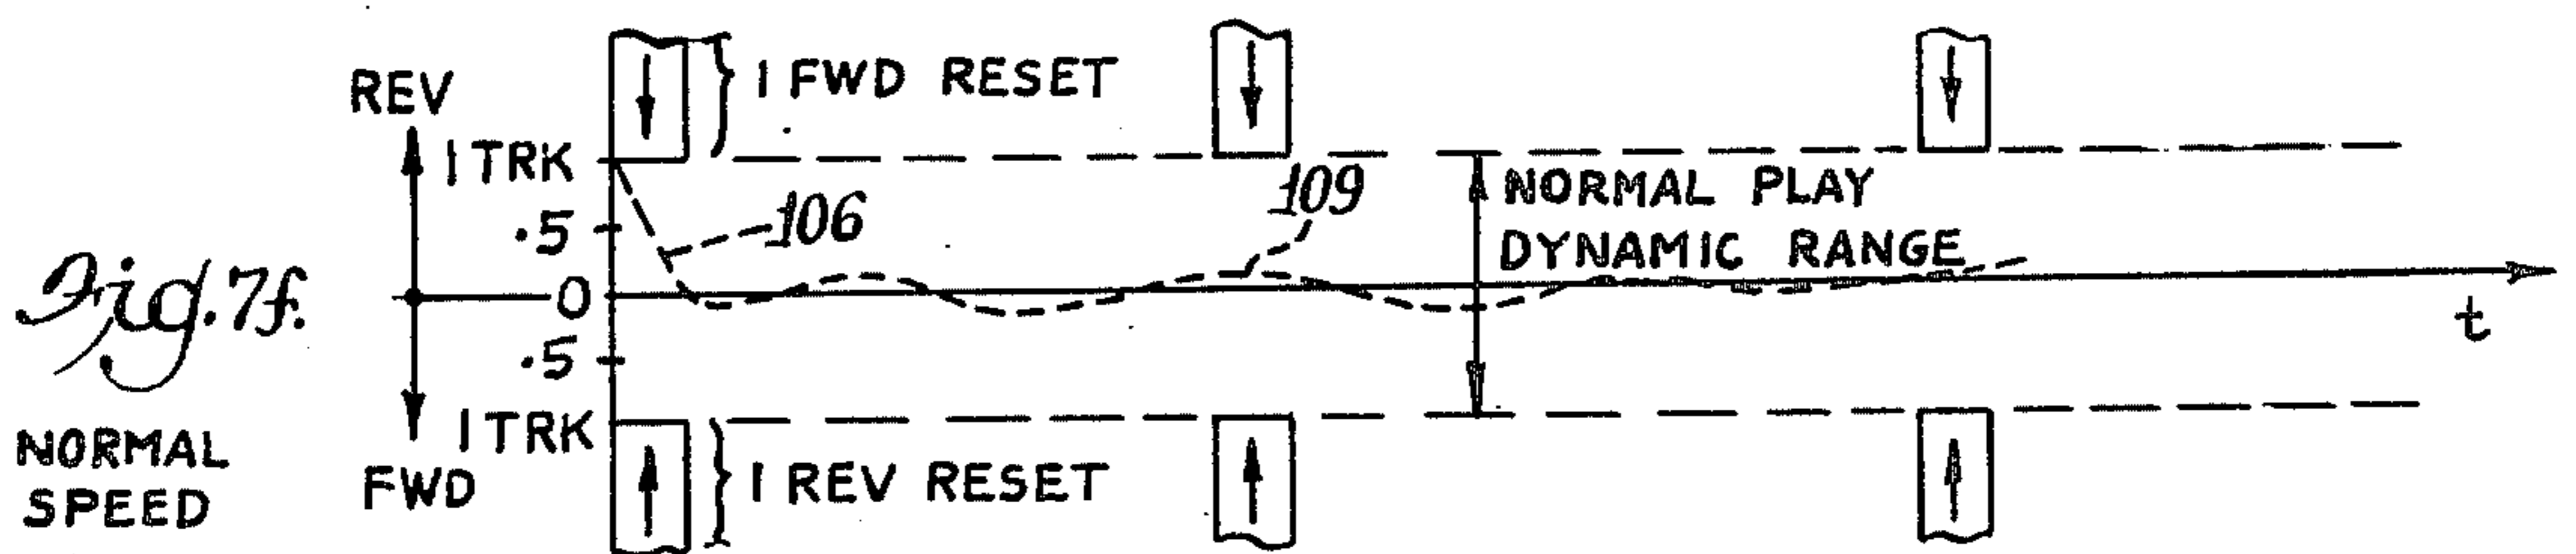 REV
1 FWD RESET
1 TRK
.5
106
109
NORMAL PLAY
DYNAMIC RANGE
Fig. 7f.
0
t
.5
1 TRK
NORMAL
SPEED
FWD
1 REV RESET